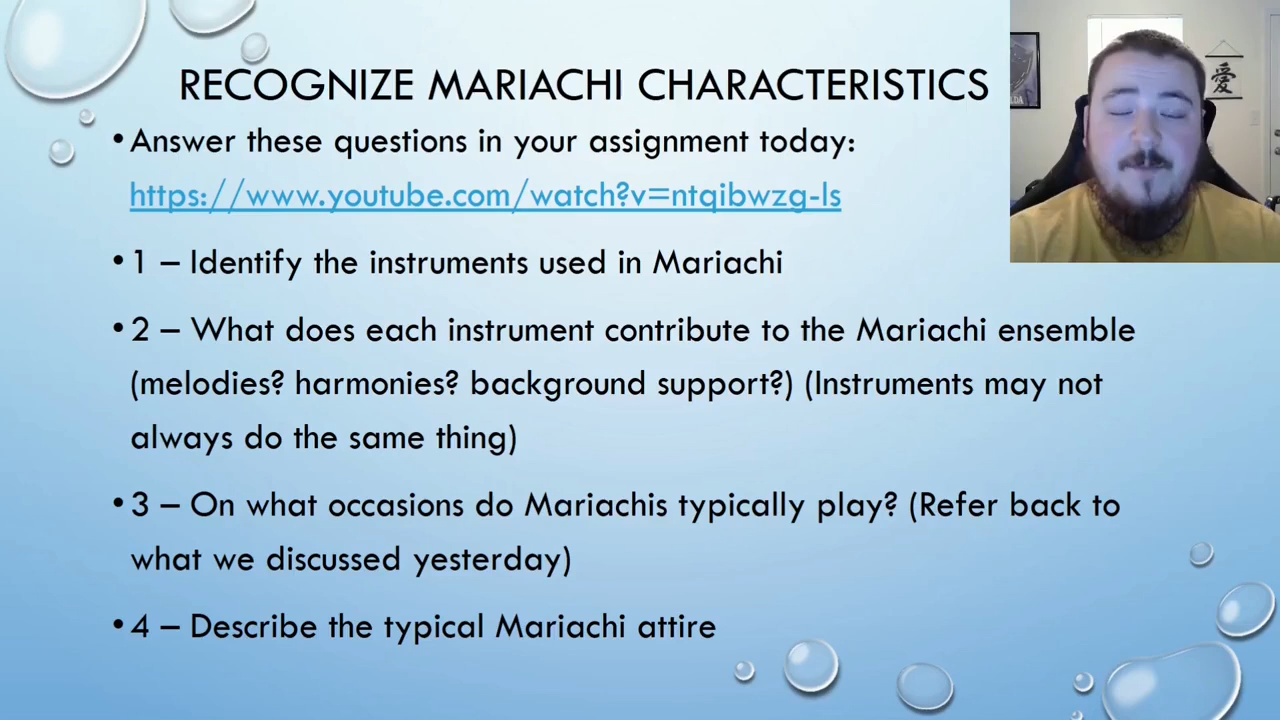 RECOGNIZE MARIACHI CHARACTERISTICS
• Answer these questions in your assignment today:
https://www.youtube.com/watch?v=ntqibwzg-ls
• 1 – Identify the instruments used in Mariachi
• 2 – What does each instrument contribute to the Mariachi ensemble
(melodies? harmonies? background support?) (Instruments may not
always do the same thing)
• 3 – On what occasions do Mariachis typically play? (Refer back to
what we discussed yesterday)
• 4 – Describe the typical Mariachi attire
愛